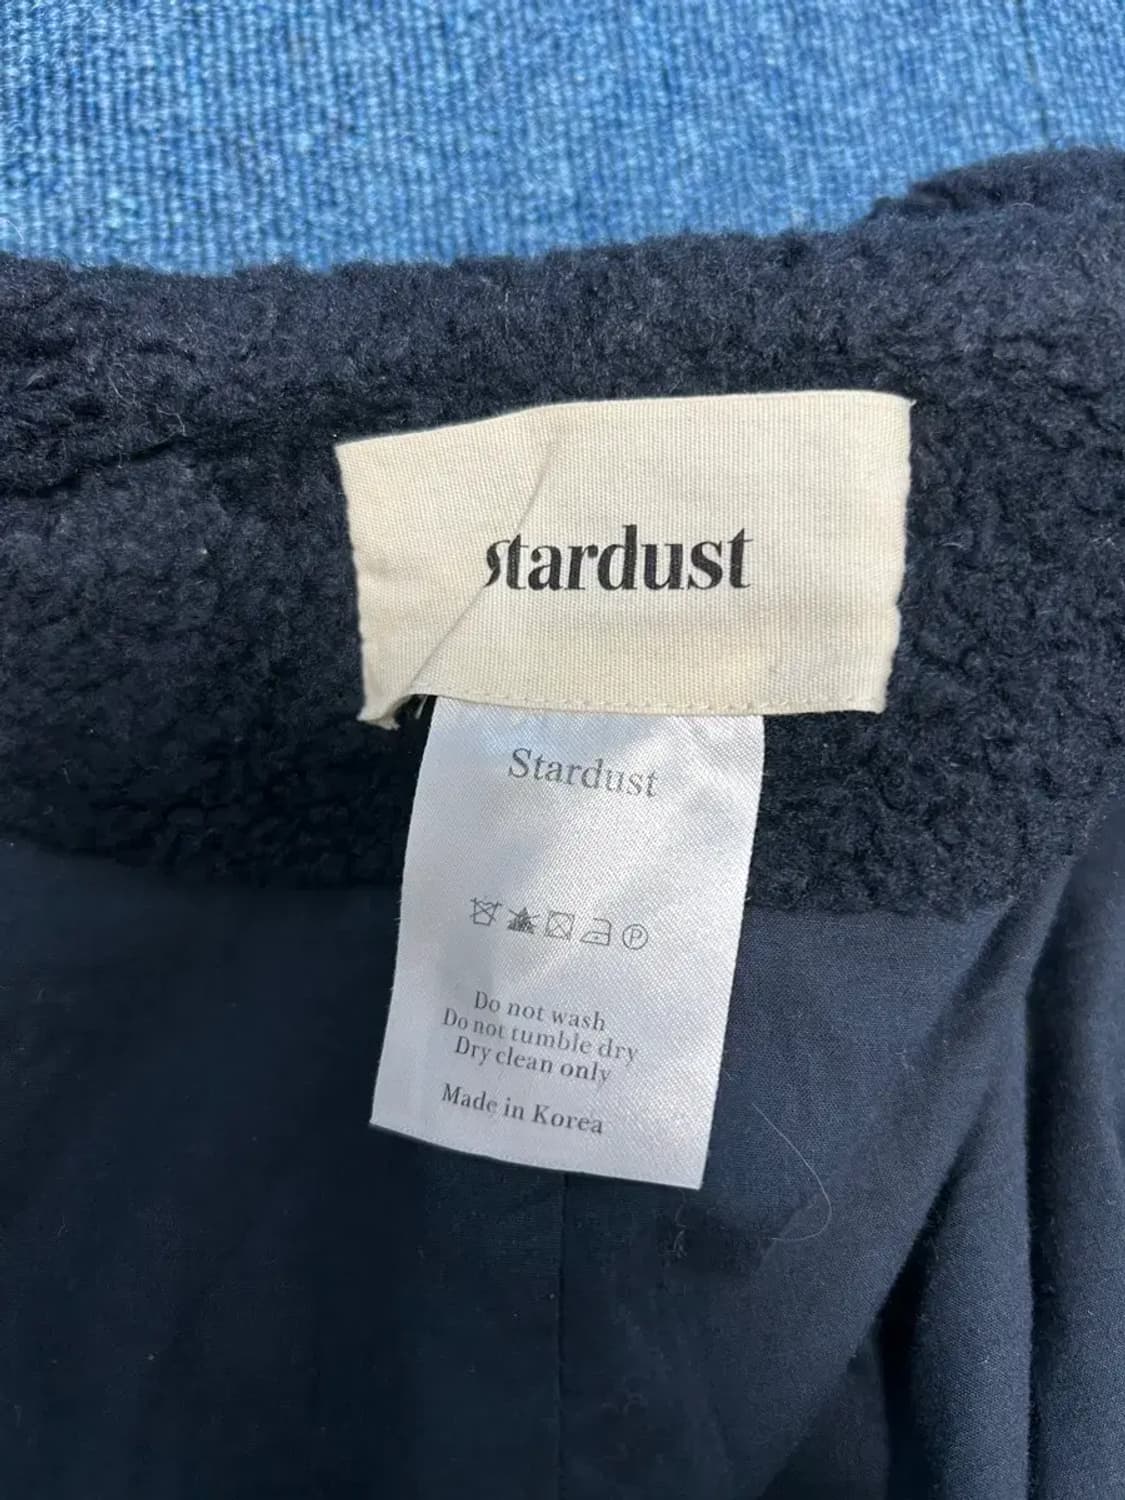 stardust
Stardust
P
Do not wash
Do not tumble dry
Dry clean only
Made in Korea